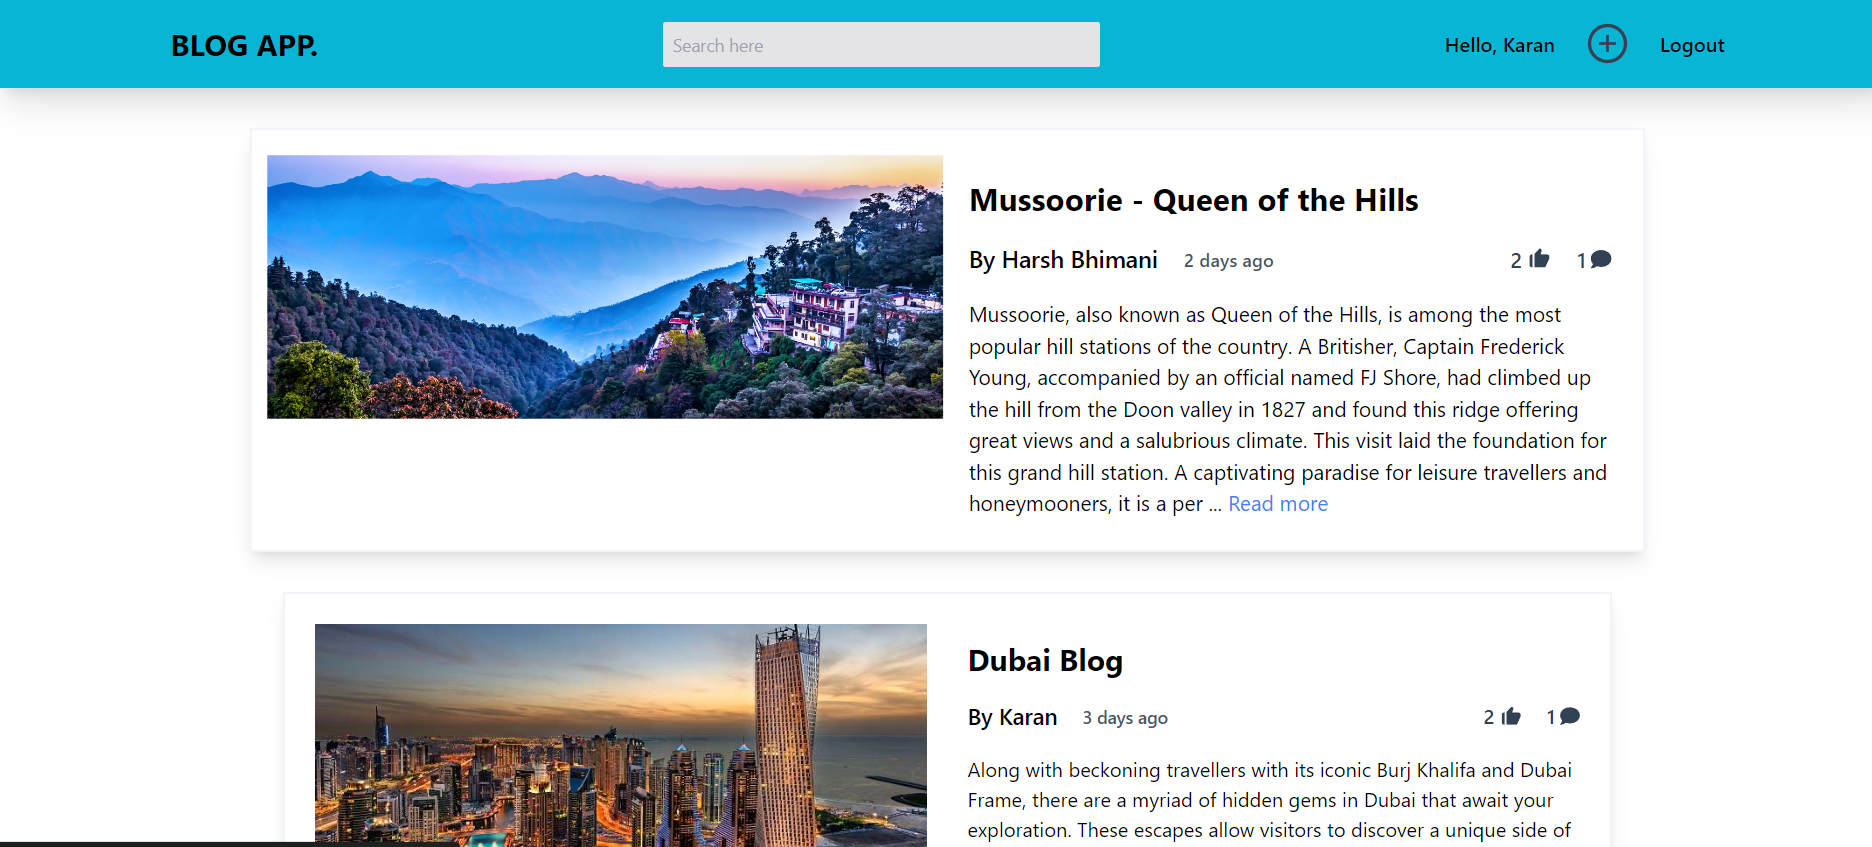 BLOG APP.
Search here
Hello, Karan
Logout
Mussoorie - Queen of the Hills
By Harsh Bhimani 2 days ago 2 1
Mussoorie, also known as Queen of the Hills, is among the most
popular hill stations of the country. A Britisher, Captain Frederick
Young, accompanied by an official named FJ Shore, had climbed up
the hill from the Doon valley in 1827 and found this ridge offering
great views and a salubrious climate. This visit laid the foundation for
this grand hill station. A captivating paradise for leisure travellers and
honeymooners, it is a per ... Read more
Dubai Blog
By Karan 3 days ago 2 1
Along with beckoning travellers with its iconic Burj Khalifa and Dubai
Frame, there are a myriad of hidden gems in Dubai that await your
exploration. These escapes allow visitors to discover a unique side of